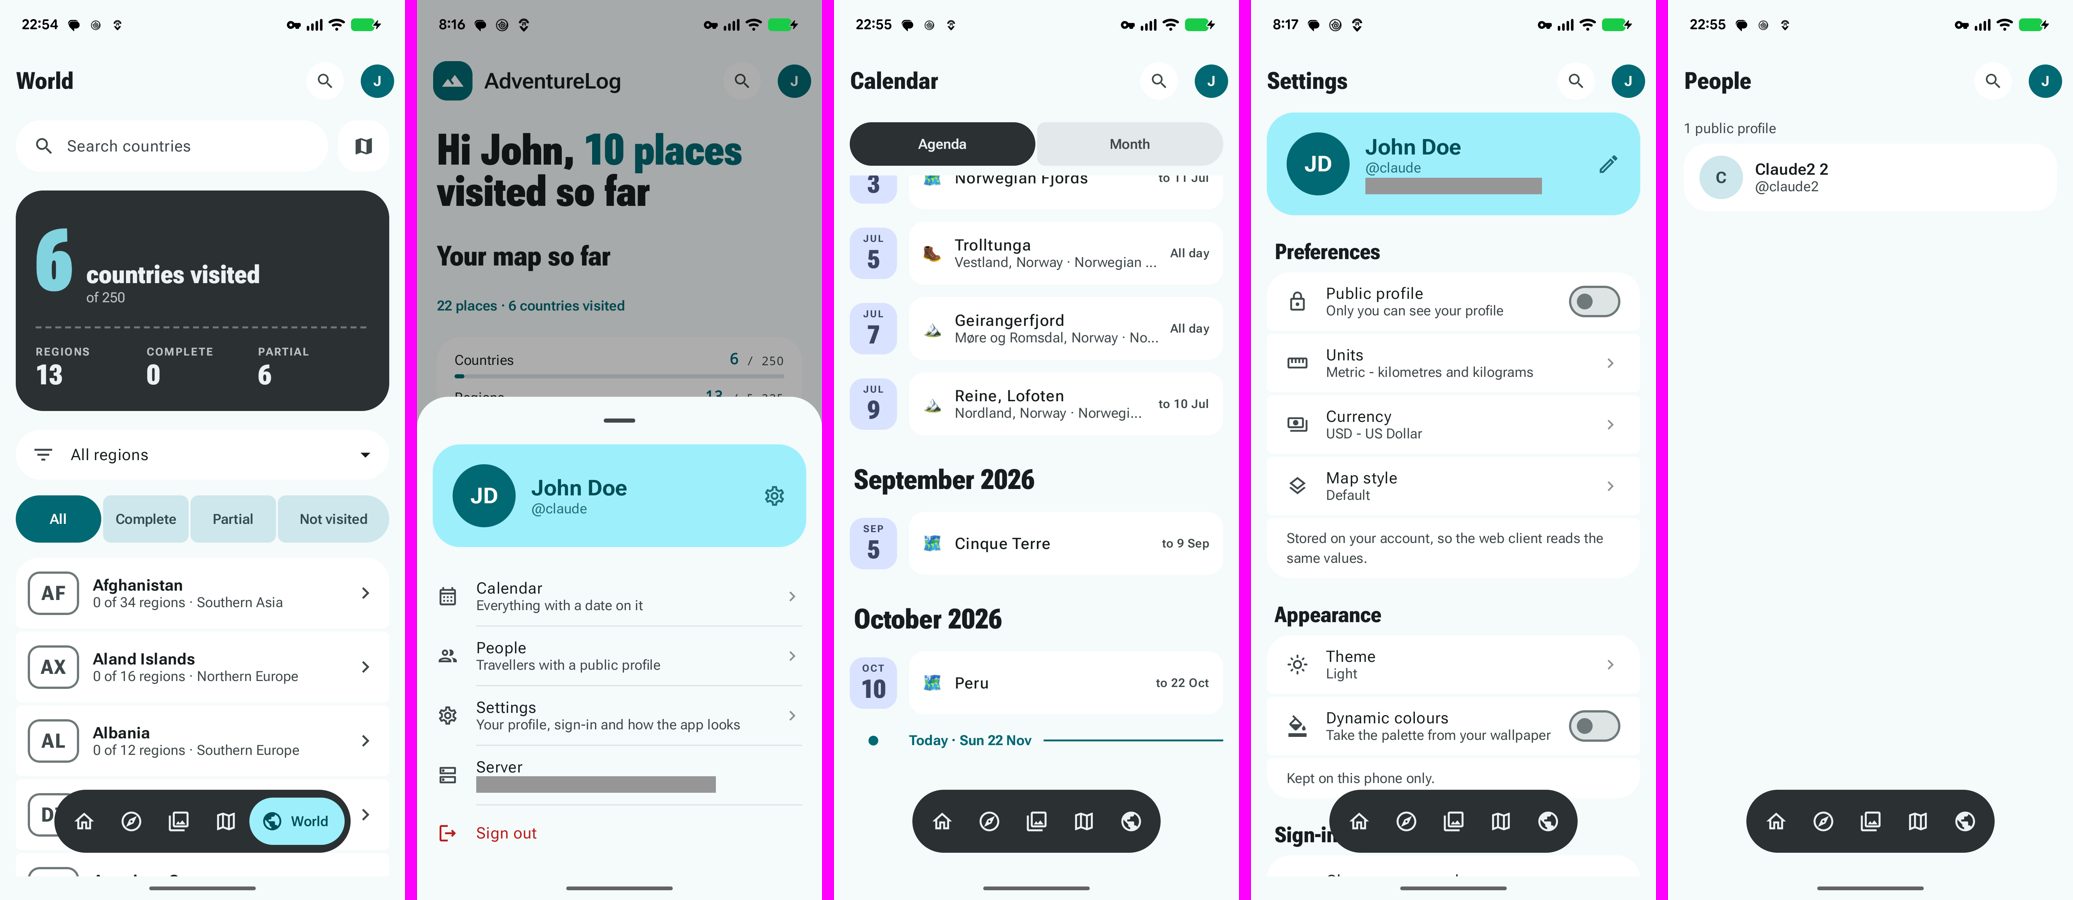 22:54
World
J
Search countries
6 countries visited
of 250
REGIONS COMPLETE PARTIAL
13 0 6
All regions
All Complete Partial Not visited
AF Afghanistan
0 of 34 regions · Southern Asia
AX Aland Islands
0 of 16 regions · Northern Europe
AL Albania
0 of 12 regions · Southern Europe
World
8:16
AdventureLog
J
Hi John, 10 places
visited so far
Your map so far
22 places · 6 countries visited
Countries 6 / 250
JD John Doe
@claude
Calendar
Everything with a date on it
People
Travellers with a public profile
Settings
Your profile, sign-in and how the app looks
Server
Sign out
22:55
Calendar
J
Agenda Month
3 Norwegian Fjords to 11 Jul
JUL
5
Trolltunga
Vestland, Norway · Norwegian ...
All day
JUL
7
Geirangerfjord
Møre og Romsdal, Norway · No...
All day
JUL
9
Reine, Lofoten
Nordland, Norway · Norwegi...
to 10 Jul
September 2026
SEP
5
Cinque Terre to 9 Sep
October 2026
OCT
10
Peru to 22 Oct
Today · Sun 22 Nov
8:17
Settings
J
JD John Doe
@claude
Preferences
Public profile
Only you can see your profile
Units
Metric - kilometres and kilograms
Currency
USD - US Dollar
Map style
Default
Stored on your account, so the web client reads the
same values.
Appearance
Theme
Light
Dynamic colours
Take the palette from your wallpaper
Kept on this phone only.
Sign-in
22:55
People
J
1 public profile
C Claude2 2
@claude2